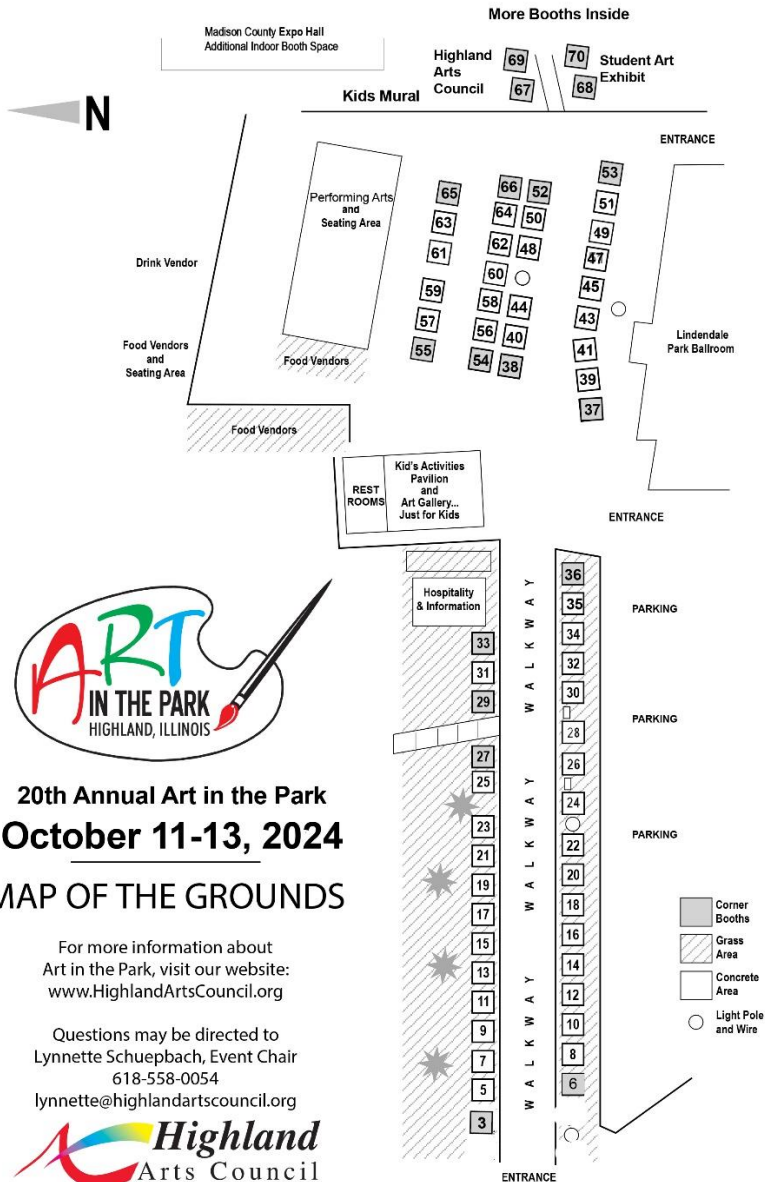 More Booths Inside
Madison County Expo Hall
Additional Indoor Booth Space
Highland
Arts
Council
69
67
70
68
Student Art
Exhibit
Kids Mural
N
ENTRANCE
Performing Arts
and
Seating Area
Drink Vendor
Food Vendors
and
Seating Area
Food Vendors
Food Vendors
65
63
61
59
57
55
66
64
62
60
58
56
54
52
50
48
44
40
38
53
51
49
47
45
43
41
39
37
Lindendale
Park Ballroom
REST
ROOMS
Kid's Activities
Pavilion
and
Art Gallery...
Just for Kids
ENTRANCE
Hospitality
& Information
33
31
29
27
25
23
21
19
17
15
13
11
9
7
5
3
WALKWAY
WALKWAY
WALKWAY
36
35
34
32
30
28
26
24
22
20
18
16
14
12
10
8
6
PARKING
PARKING
PARKING
ENTRANCE
Corner
Booths
Grass
Area
Concrete
Area
Light Pole
and Wire
ART
IN THE PARK
HIGHLAND, ILLINOIS
20th Annual Art in the Park
October 11-13, 2024
MAP OF THE GROUNDS
For more information about
Art in the Park, visit our website:
www.HighlandArtsCouncil.org
Questions may be directed to
Lynnette Schuepbach, Event Chair
618-558-0054
lynnette@highlandartscouncil.org
Highland
Arts Council